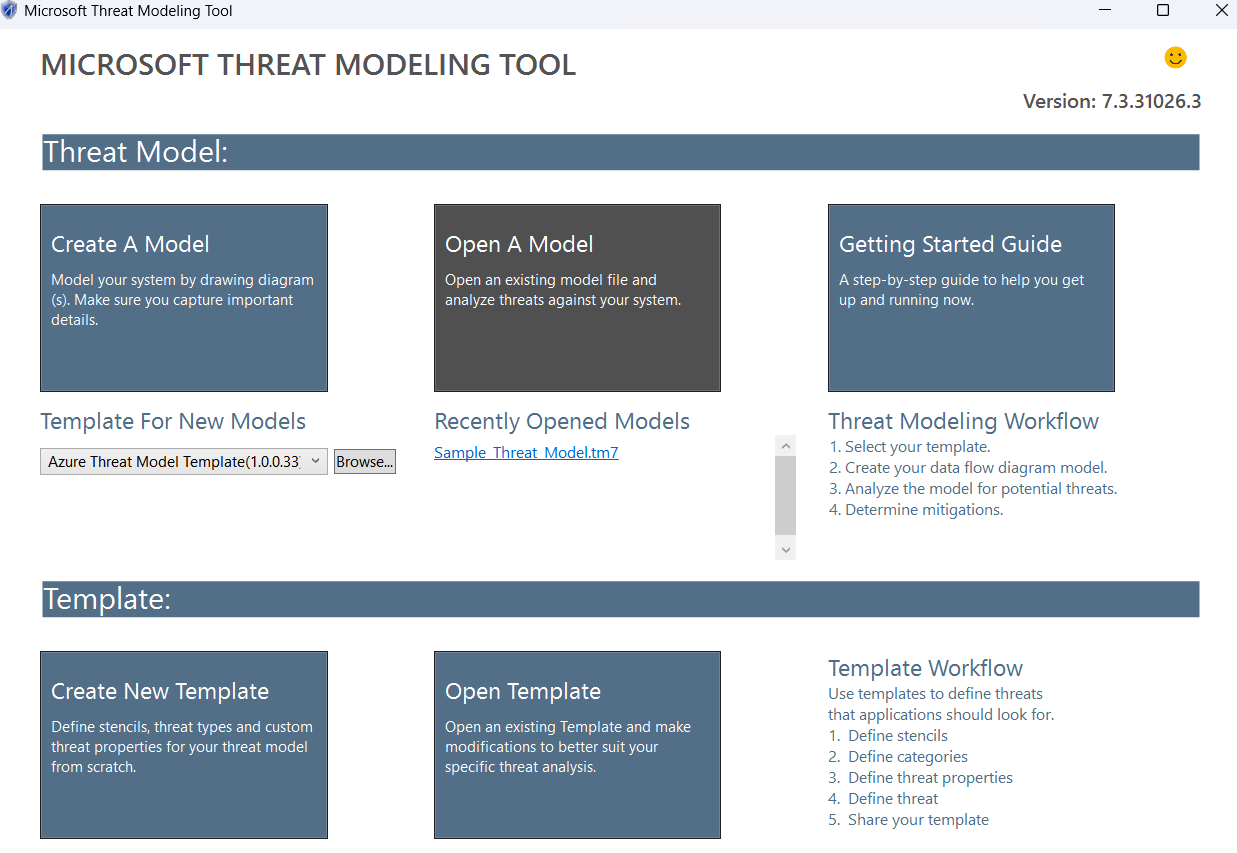 Microsoft Threat Modeling Tool
MICROSOFT THREAT MODELING TOOL
Version: 7.3.31026.3
Threat Model:
Create A Model
Model your system by drawing diagram
(s). Make sure you capture important
details.
Open A Model
Open an existing model file and
analyze threats against your system.
Getting Started Guide
A step-by-step guide to help you get
up and running now.
Template For New Models
Azure Threat Model Template(1.0.0.33)
Browse...
Recently Opened Models
Sample_Threat_Model.tm7
Threat Modeling Workflow
1. Select your template.
2. Create your data flow diagram model.
3. Analyze the model for potential threats.
4. Determine mitigations.
Template:
Create New Template
Define stencils, threat types and custom
threat properties for your threat model
from scratch.
Open Template
Open an existing Template and make
modifications to better suit your
specific threat analysis.
Template Workflow
Use templates to define threats
that applications should look for.
1. Define stencils
2. Define categories
3. Define threat properties
4. Define threat
5. Share your template